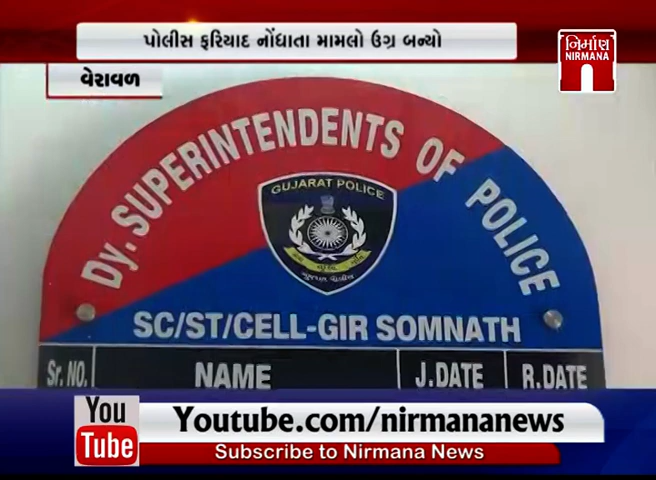 પોલીસ ફરિયાદ નોંધાતા મામલો ઉગ્ર બન્યો
નિર્માણ
NIRMANA
વેરાવળ
Dy. SUPERINTENDENTS OF POLICE
GUJARAT POLICE
ગુજરાત પોલીસ
SC/ST/CELL-GIR SOMNATH
Sr. NO. NAME J.DATE R.DATE
You
Tube
Youtube.com/nirmananews
Subscribe to Nirmana News